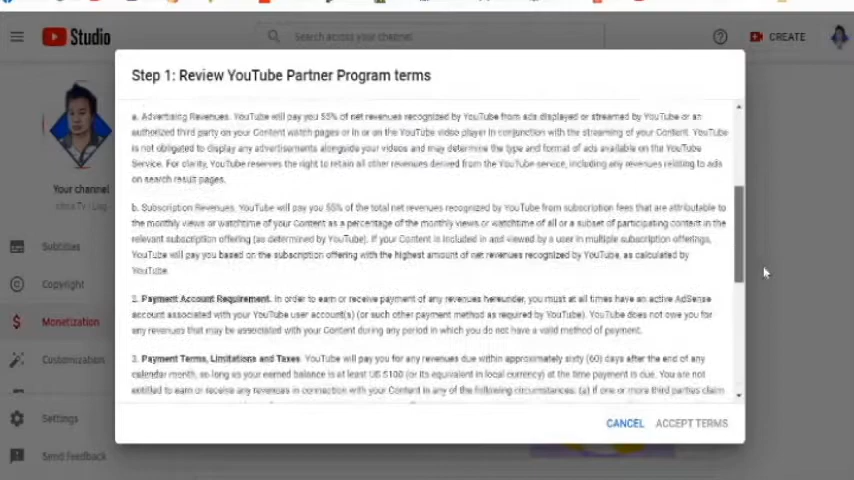 Studio
Search across your channel
CREATE
Step 1: Review YouTube Partner Program terms
a. Advertising Revenues. YouTube will pay you 55% of net revenues recognized by YouTube from ads displayed or streamed by YouTube or an
authorized third party on your Content watch pages or in or on the YouTube video player in conjunction with the streaming of your Content. YouTube
is not obligated to display any advertisements alongside your videos and may determine the type and format of ads available on the YouTube
Service. For clarity, YouTube reserves the right to retain all other revenues derived from the YouTube service, including any revenues relating to ads
on search result pages.
b. Subscription Revenues. YouTube will pay you 55% of the total net revenues recognized by YouTube from subscription fees that are attributable to
the monthly views or watchtime of your Content as a percentage of the monthly views or watchtime of all or a subset of participating content in the
relevant subscription offering (as determined by YouTube). If your Content is included in and viewed by a user in multiple subscription offerings,
YouTube will pay you based on the subscription offering with the highest amount of net revenues recognized by YouTube, as calculated by
YouTube.
2. Payment Account Requirement. In order to earn or receive payment of any revenues hereunder, you must at all times have an active AdSense
account associated with your YouTube user account(s) (or such other payment method as required by YouTube). YouTube does not owe you for
any revenues that may be associated with your Content during any period in which you do not have a valid method of payment.
3. Payment Terms, Limitations and Taxes. YouTube will pay you for any revenues due within approximately sixty (60) days after the end of any
calendar month, so long as your earned balance is at least US $100 (or its equivalent in local currency) at the time payment is due. You are not
entitled to earn or receive any revenues in connection with your Content in any of the following circumstances: (a) if one or more third parties claim
CANCEL
ACCEPT TERMS
Your channel
Subtitles
Copyright
Monetization
Customization
Settings
Send feedback